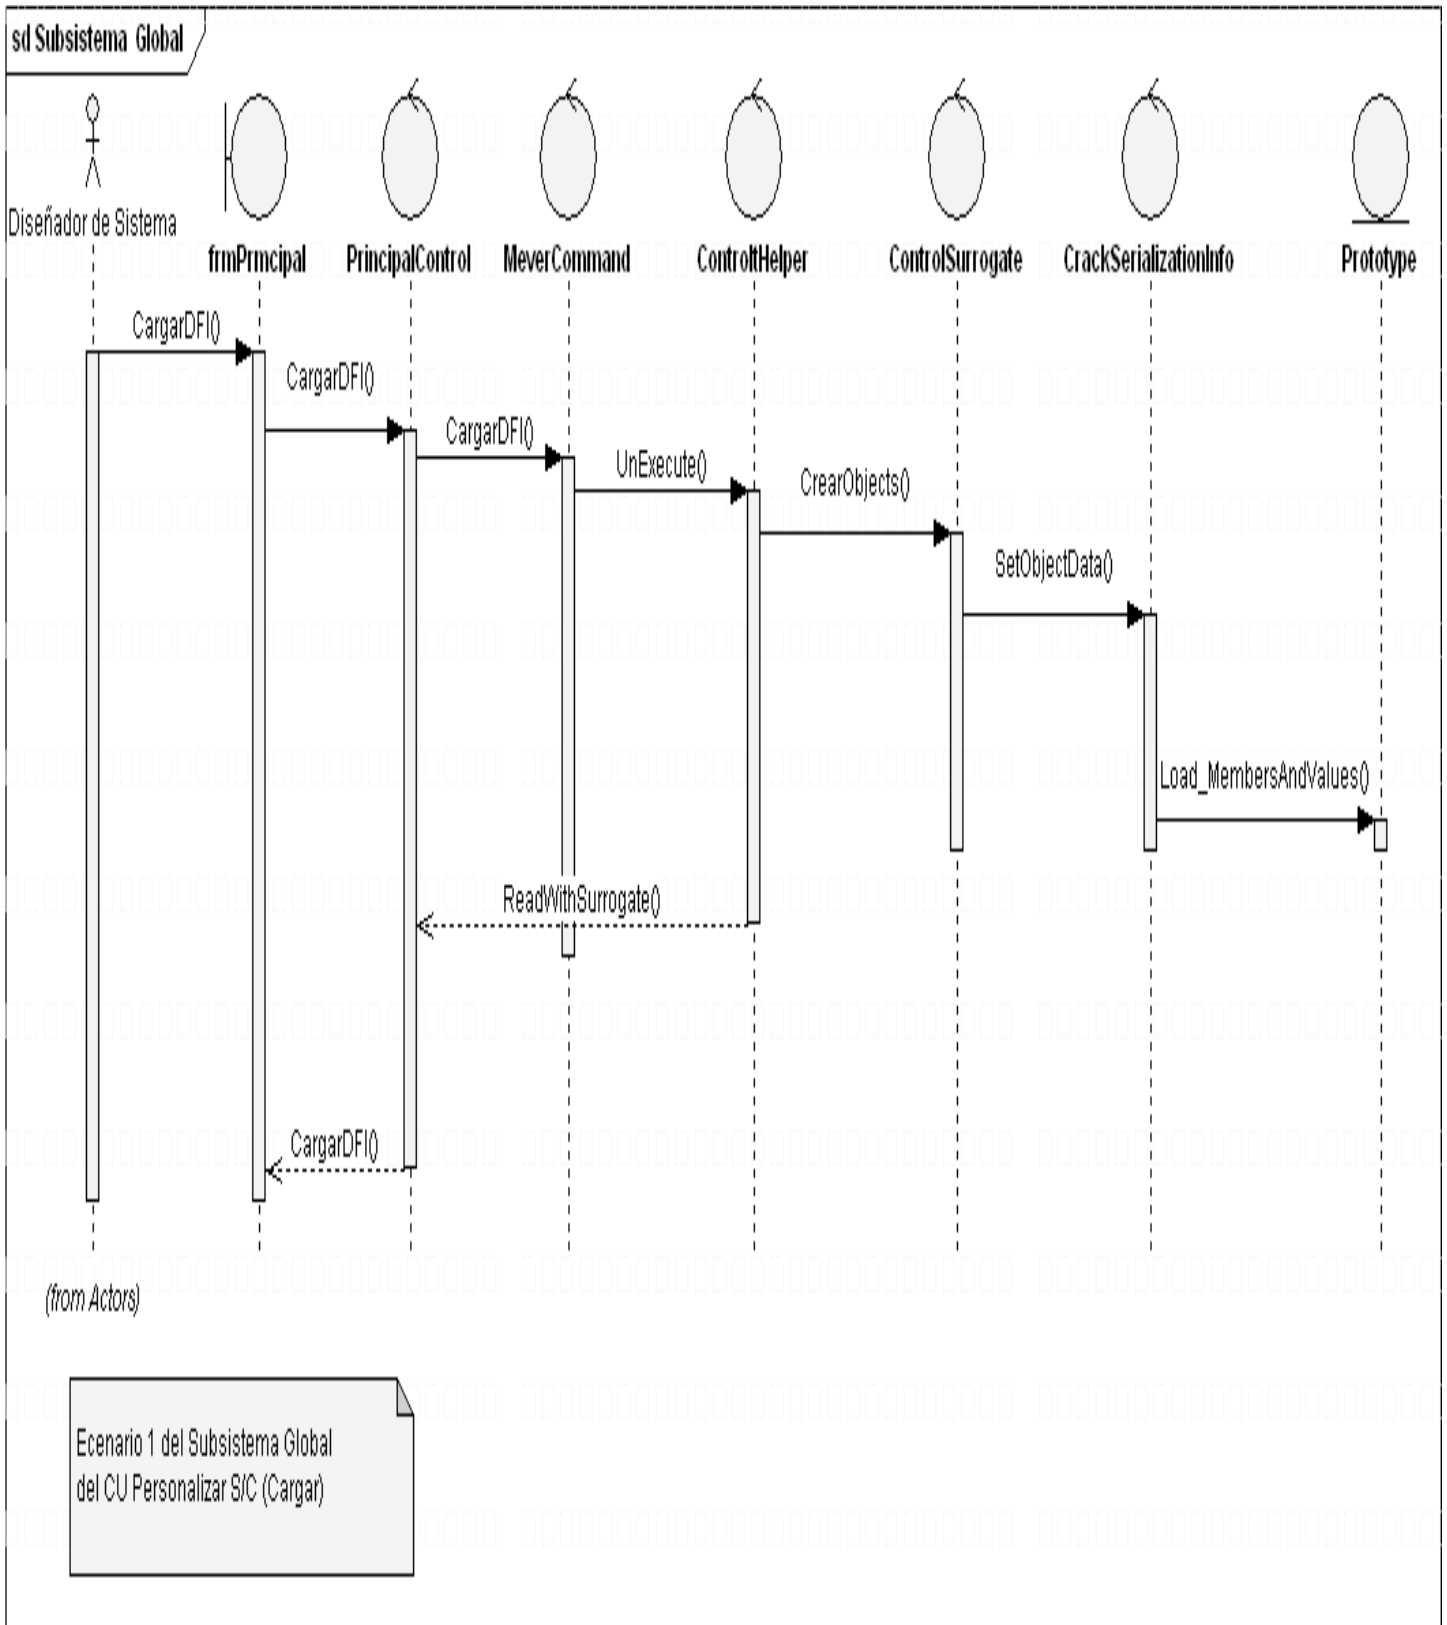 sd Subsistema Global
Diseñador de Sistema
frmPrmcipal
PrincipalControl
MeverCommand
ControltHelper
ControlSurrogate
CrackSerializationInfo
Prototype
CargarDFI()
CargarDFI()
CargarDFI()
UnExecute()
CrearObjects()
SetObjectData()
Load_MembersAndValues()
ReadWithSurrogate()
CargarDFI()
(from Actors)
Ecenario 1 del Subsistema Global
del CU Personalizar S/C (Cargar)